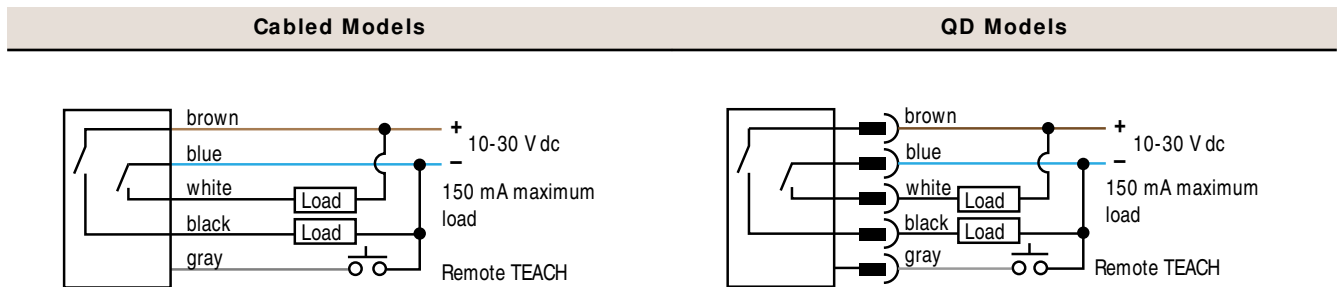 Cabled Models
QD Models
brown
+
10-30 V dc
blue
–
white
Load
150 mA maximum
load
black
Load
gray
Remote TEACH
brown
+
10-30 V dc
blue
–
white
Load
150 mA maximum
load
black
Load
gray
Remote TEACH